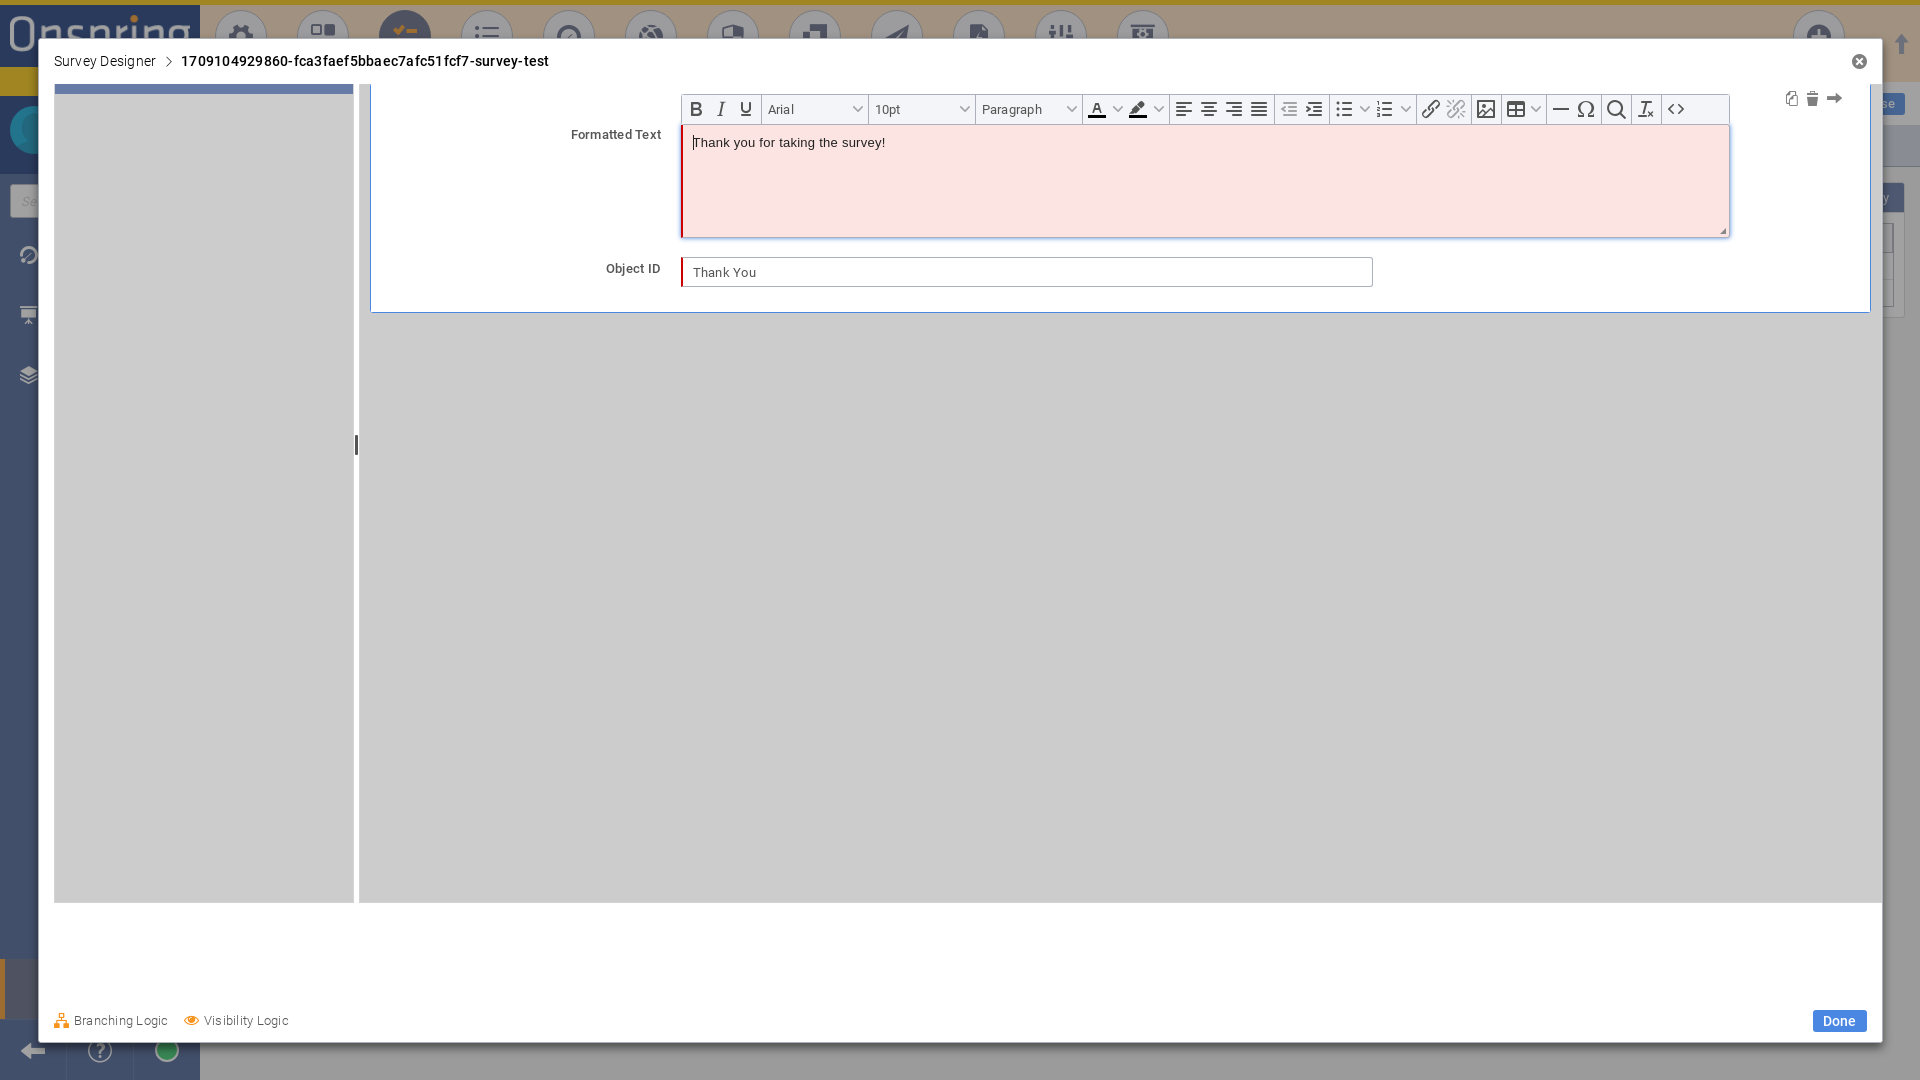 Onspring
Survey Designer > 1709104929860-fca3faef5bbaec7afc51fcf7-survey-test
Arial
10pt
Paragraph
Formatted Text
Thank you for taking the survey!
Object ID
Thank You
Branching Logic
Visibility Logic
Done